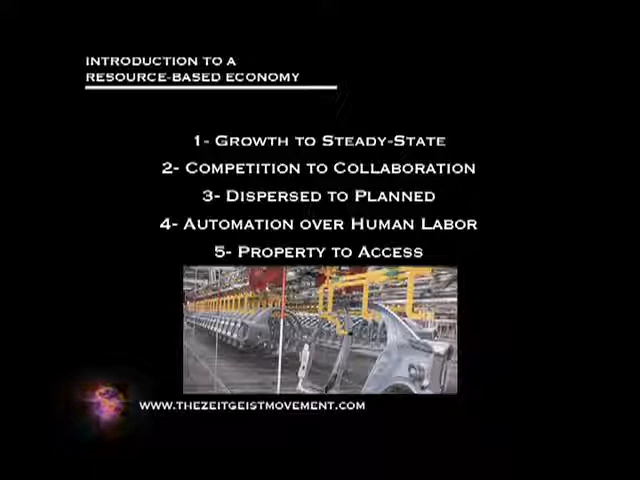 INTRODUCTION TO A
RESOURCE-BASED ECONOMY
1- GROWTH TO STEADY-STATE
2- COMPETITION TO COLLABORATION
3- DISPERSED TO PLANNED
4- AUTOMATION OVER HUMAN LABOR
5- PROPERTY TO ACCESS
WWW.THEZEITGEISTMOVEMENT.COM